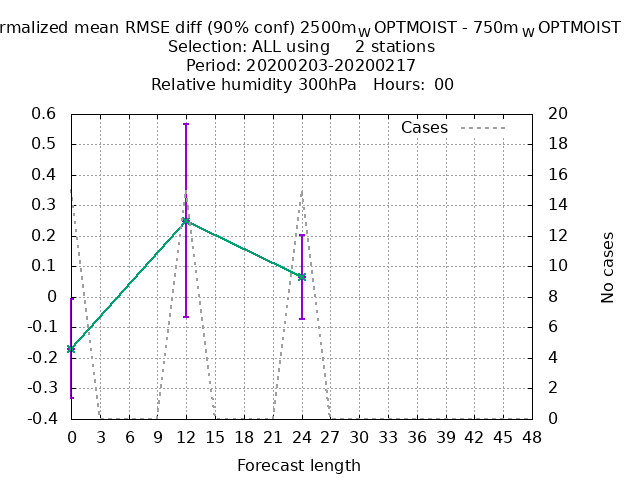 rmalized mean RMSE diff (90% conf) 2500m_W OPTMOIST - 750m_W OPTMOIST
Selection: ALL using 2 stations
Period: 20200203-20200217
Relative humidity 300hPa Hours: 00
Cases
0.6
0.5
0.4
0.3
0.2
0.1
0
-0.1
-0.2
-0.3
-0.4
20
18
16
14
12
10
8
6
4
2
0
No cases
0 3 6 9 12 15 18 21 24 27 30 33 36 39 42 45 48
Forecast length